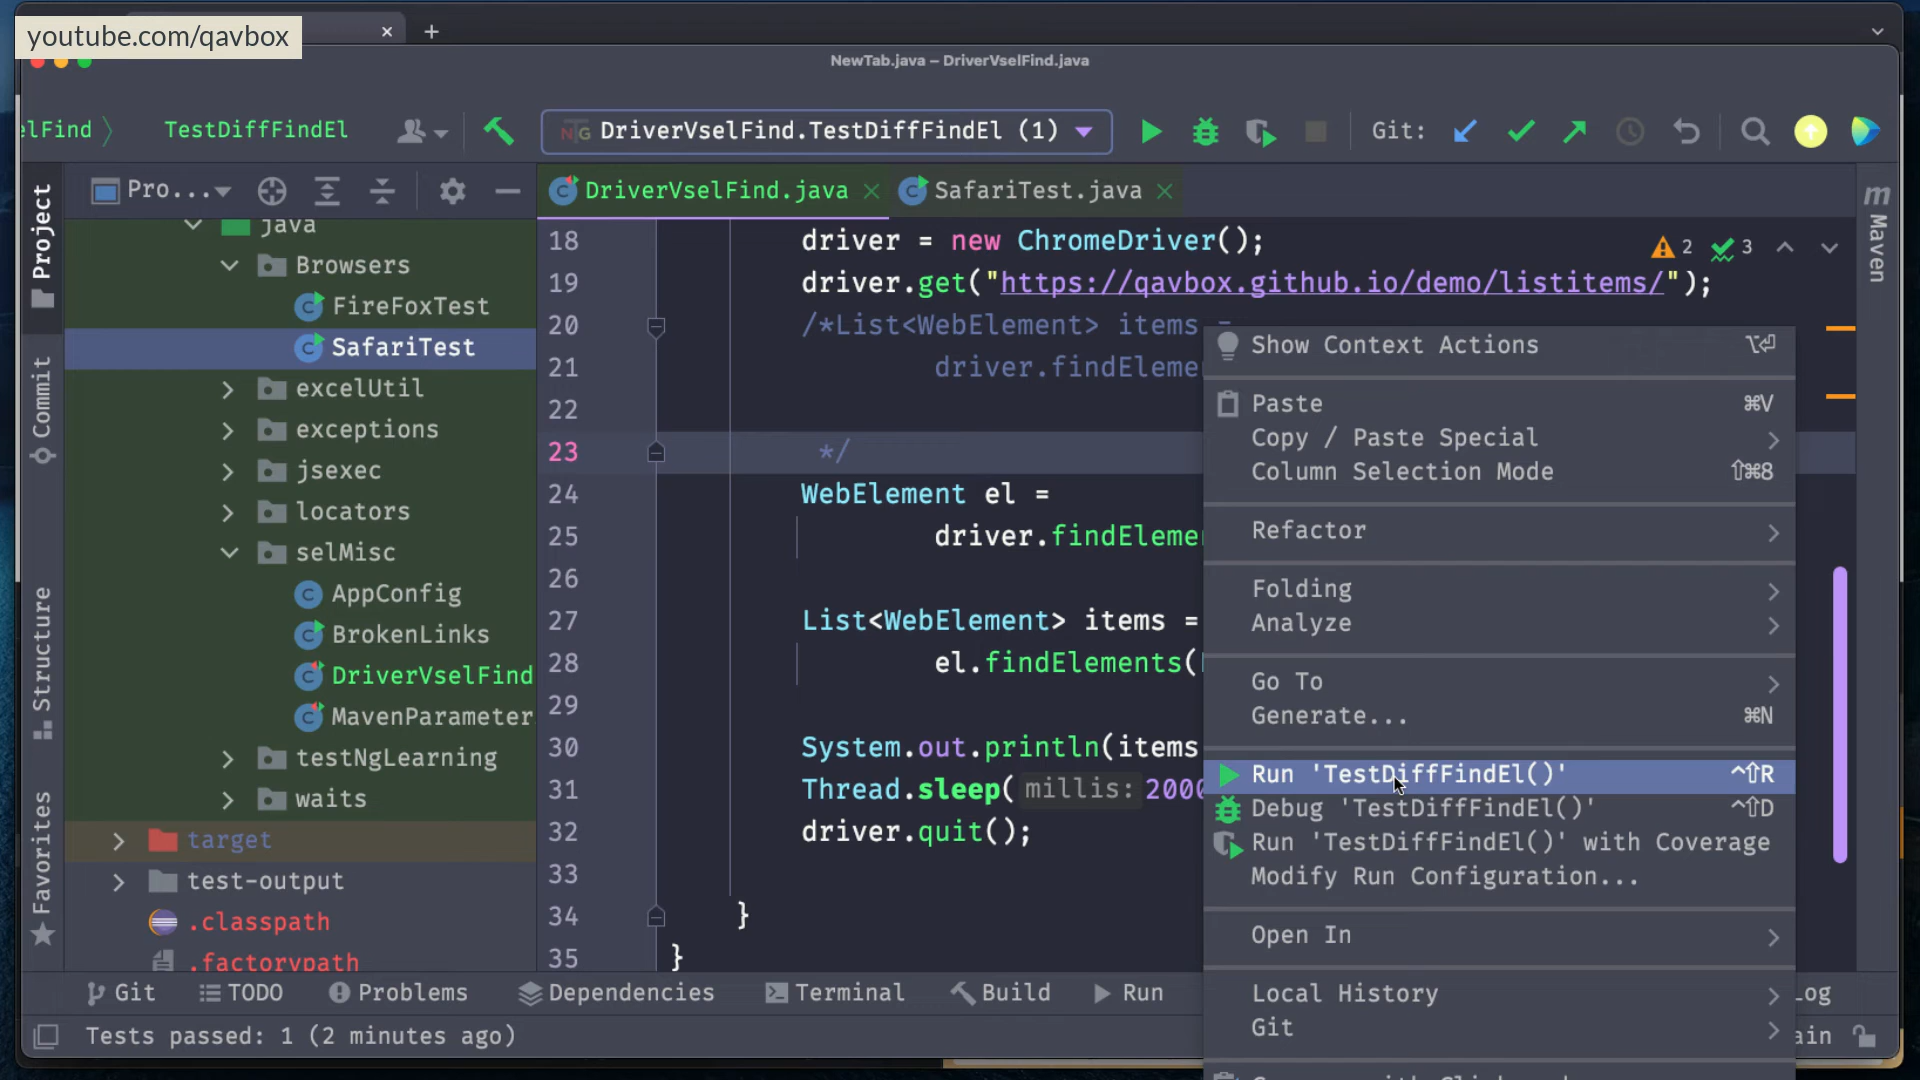 youtube.com/qavbox
NewTab.java – DriverVselFind.java
elFind
TestDiffFindEl
DriverVselFind.TestDiffFindEl (1)
Git:
Project
Commit
Structure
Favorites
Pro...
java
Browsers
FireFoxTest
SafariTest
excelUtil
exceptions
jsexec
locators
selMisc
AppConfig
BrokenLinks
DriverVselFind
MavenParameter
testNgLearning
waits
target
test-output
.classpath
.factorypath
DriverVselFind.java
SafariTest.java
2
3
18 driver = new ChromeDriver();
19 driver.get("https://qavbox.github.io/demo/listitems/");
20 /*List<WebElement> items =
21 driver.findEleme
22
23 */
24 WebElement el =
25 driver.findElemen
26
27 List<WebElement> items =
28 el.findElements(
29
30 System.out.println(items
31 Thread.sleep( millis: 2000
32 driver.quit();
33
34 }
35 }
Maven
Show Context Actions ⌥⏎
Paste ⌘V
Copy / Paste Special
Column Selection Mode ⇧⌘8
Refactor
Folding
Analyze
Go To
Generate... ⌘N
Run 'TestDiffFindEl()' ^⇧R
Debug 'TestDiffFindEl()' ^⇧D
Run 'TestDiffFindEl()' with Coverage
Modify Run Configuration...
Open In
Local History
Git
Git
TODO
Problems
Dependencies
Terminal
Build
Run
Log
Tests passed: 1 (2 minutes ago)
ain